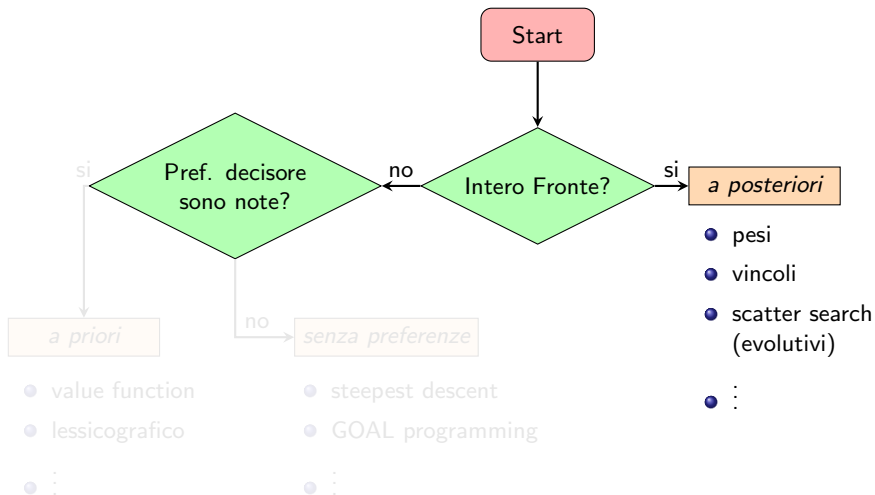 Start
Pref. decisore
sono note?
no
Intero Fronte?
si
a posteriori
pesi
vincoli
scatter search
(evolutivi)
⋮
si
a priori
value function
lessicografico
⋮
no
senza preferenze
steepest descent
GOAL programming
⋮